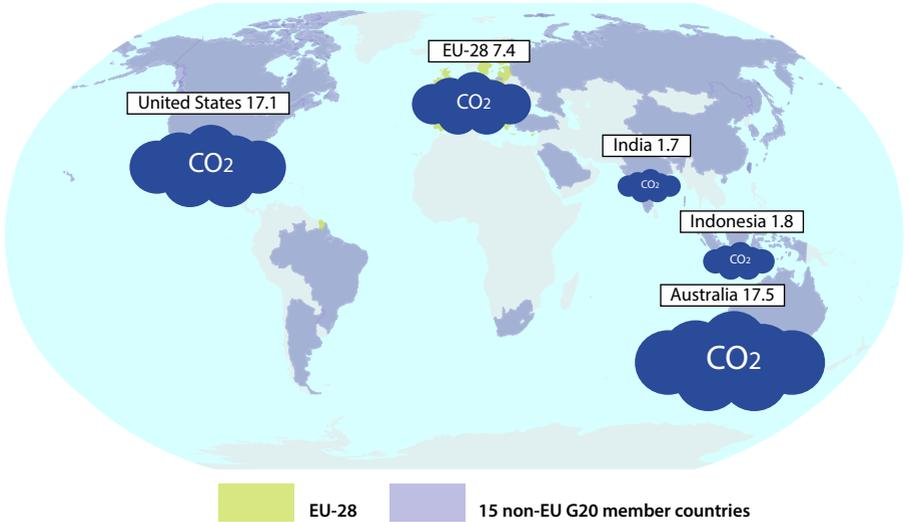 EU-28 7.4
CO2
United States 17.1
CO2
India 1.7
CO2
Indonesia 1.8
CO2
Australia 17.5
CO2
EU-28
15 non-EU G20 member countries